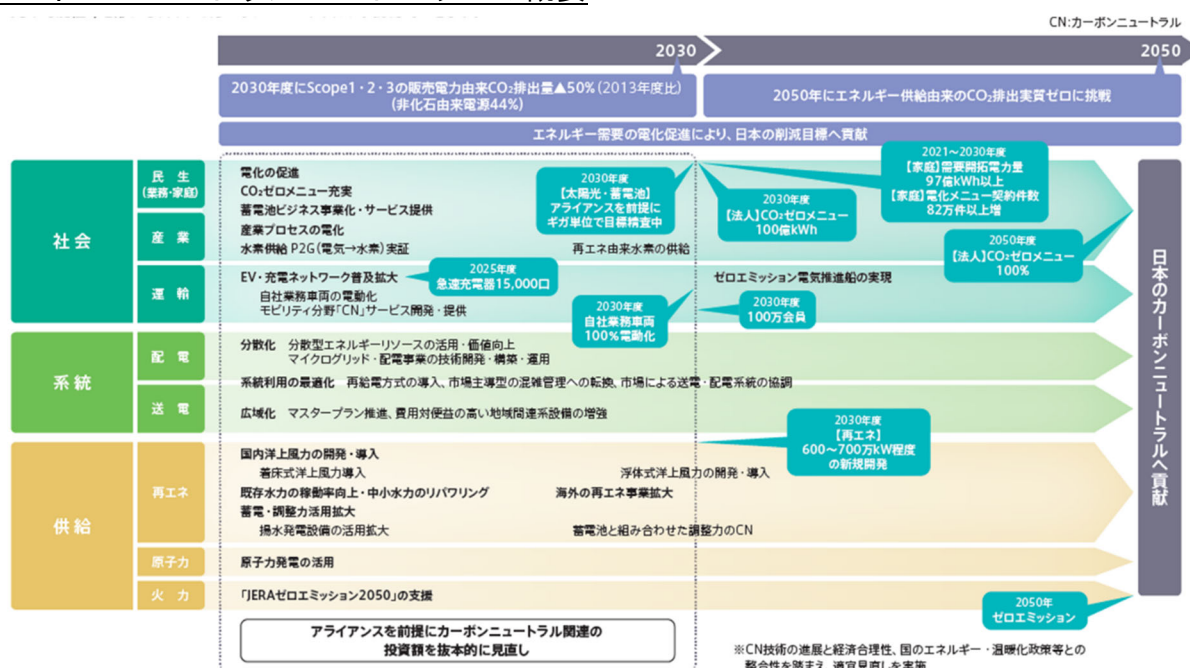 CN:カーボンニュートラル
2030
2050
2030年度にScope1・2・3の販売電力由来CO₂排出量▲50%(2013年度比)
(非化石由来電源44%)
2050年にエネルギー供給由来のCO₂排出実質ゼロに挑戦
エネルギー需要の電化促進により、日本の削減目標へ貢献
社会
民 生
(業務・家庭)
産 業
運 輸
電化の促進
CO₂ゼロメニュー充実
蓄電池ビジネス事業化・サービス提供
産業プロセスの電化
水素供給 P2G(電気→水素)実証
再エネ由来水素の供給
2030年度
【太陽光・蓄電池】
アライアンスを前提に
ギガ単位で目標精査中
2030年度
【法人】CO₂ゼロメニュー
100億kWh
2021~2030年度
【家庭】需要開拓電力量
97億kWh以上
【家庭】電化メニュー契約件数
82万件以上増
2050年度
【法人】CO₂ゼロメニュー
100%
EV・充電ネットワーク普及拡大
自社業務車両の電動化
モビリティ分野「CN」サービス開発・提供
2025年度
急速充電器15,000口
2030年度
自社業務車両
100%電動化
ゼロエミッション電気推進船の実現
2030年度
100万会員
系統
配 電
送 電
分散化 分散型エネルギーリソースの活用・価値向上
マイクログリッド・配電事業の技術開発・構築・運用
系統利用の最適化 再給電方式の導入、市場主導型の混雑管理への転換、市場による送電・配電系統の協調
広域化 マスタープラン推進、費用対便益の高い地域間連系設備の増強
供給
再エネ
原子力
火 力
国内洋上風力の開発・導入
着床式洋上風力導入
浮体式洋上風力の開発・導入
既存水力の稼働率向上・中小水力のリパワリング
海外の再エネ事業拡大
蓄電・調整力活用拡大
揚水発電設備の活用拡大
蓄電池と組み合わせた調整力のCN
2030年度
【再エネ】
600~700万kW程度
の新規開発
原子力発電の活用
「JERAゼロエミッション2050」の支援
2050年
ゼロエミッション
日本のカーボンニュートラルへ貢献
アライアンスを前提にカーボンニュートラル関連の
投資額を抜本的に見直し
※CN技術の進展と経済合理性、国のエネルギー・温暖化政策等との
整合性を踏まえ、適宜見直しを実施